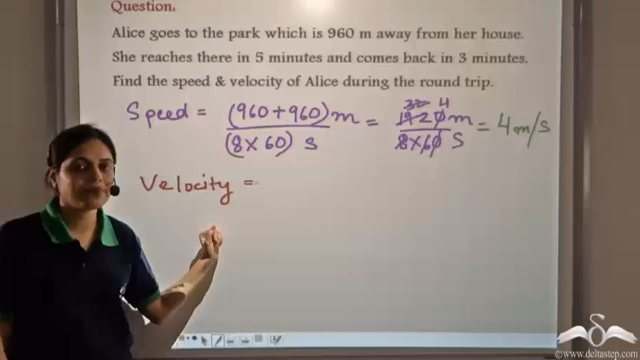 Question.
Alice goes to the park which is 960 m away from her house.
She reaches there in 5 minutes and comes back in 3 minutes.
Find the speed & velocity of Alice during the round trip.
Speed = (960+960)m / (8×60) s = 1920 m / 8×60 s = 4 m/s
32 4
Velocity =
©www.deltastep.com